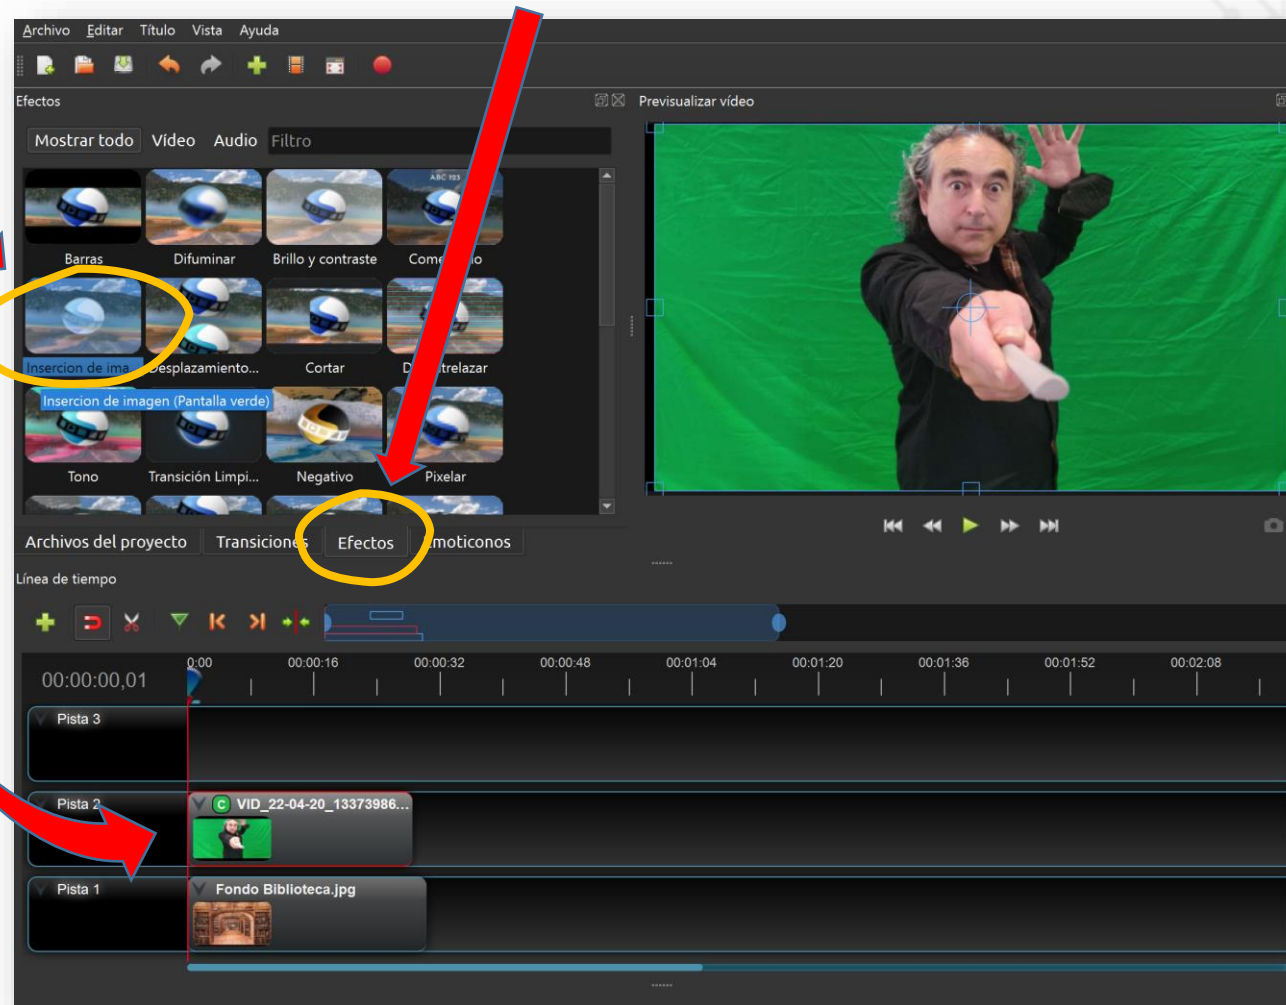 Archivo Editar Título Vista Ayuda
Efectos
Previsualizar vídeo
Mostrar todo Vídeo Audio Filtro
ABC 123
Barras Difuminar Brillo y contraste
Insercion de ima... Desplazamiento... Cortar
Insercion de imagen (Pantalla verde)
Tono Transición Limpi... Negativo Pixelar
Archivos del proyecto Transiciones Efectos Emoticonos
Línea de tiempo
0:00 00:00:16 00:00:32 00:00:48 00:01:04 00:01:20 00:01:36 00:01:52 00:02:08
00:00:00,01
Pista 3
Pista 2
C VID_22-04-20_13373986...
Pista 1
Fondo Biblioteca.jpg